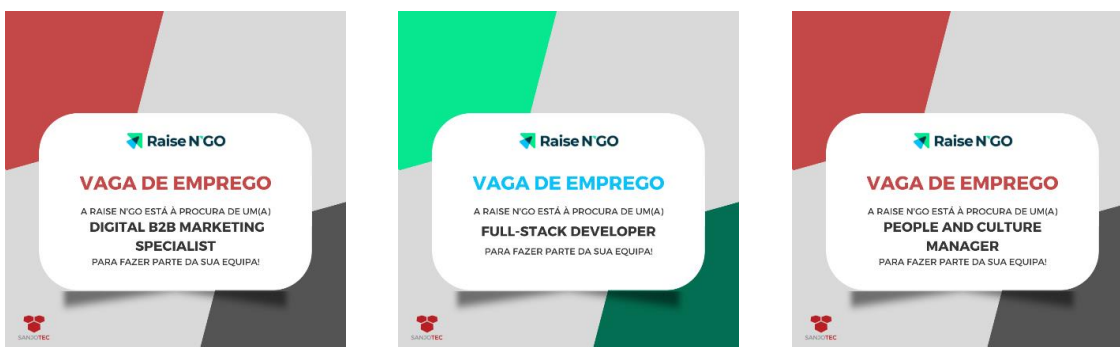 Raise N'GO
VAGA DE EMPREGO
A RAISE N'GO ESTÁ À PROCURA DE UM(A)
DIGITAL B2B MARKETING
SPECIALIST
PARA FAZER PARTE DA SUA EQUIPA!
SANJOTEC
Raise N'GO
VAGA DE EMPREGO
A RAISE N'GO ESTÁ À PROCURA DE UM(A)
FULL-STACK DEVELOPER
PARA FAZER PARTE DA SUA EQUIPA!
SANJOTEC
Raise N'GO
VAGA DE EMPREGO
A RAISE N'GO ESTÁ À PROCURA DE UM(A)
PEOPLE AND CULTURE
MANAGER
PARA FAZER PARTE DA SUA EQUIPA!
SANJOTEC